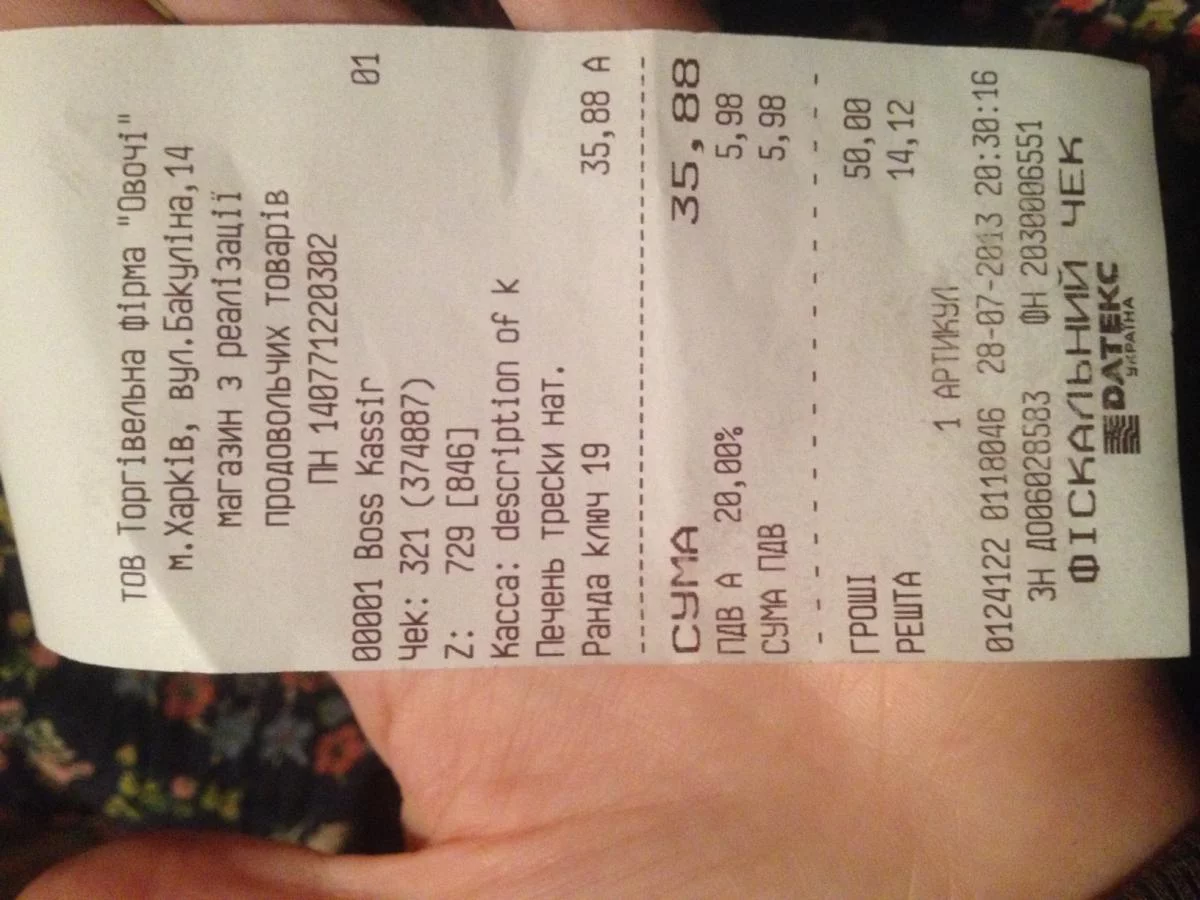 ТОВ Торгівельна фірма "Овочі"
м.Харків, вул.Бакуліна,14
магазин з реалізації
продовольчих товарів
ПН 140771220302
00001 Boss Kassir 01
Чек: 321 (374887)
Z: 729 [846]
Касса: description of k
Печень трески нат.
Ранда ключ 19 35,88 А
СУМА 35,88
ПДВ А 20,00% 5,98
СУМА ПДВ 5,98
ГРОШІ 50,00
РЕШТА 14,12
1 АРТИКУЛ
0124122 0118046 28-07-2013 20:30:16
ЗН ДО06028583 ФН 2030006551
ФІСКАЛЬНИЙ ЧЕК
DATEKC
УКРАЇНА